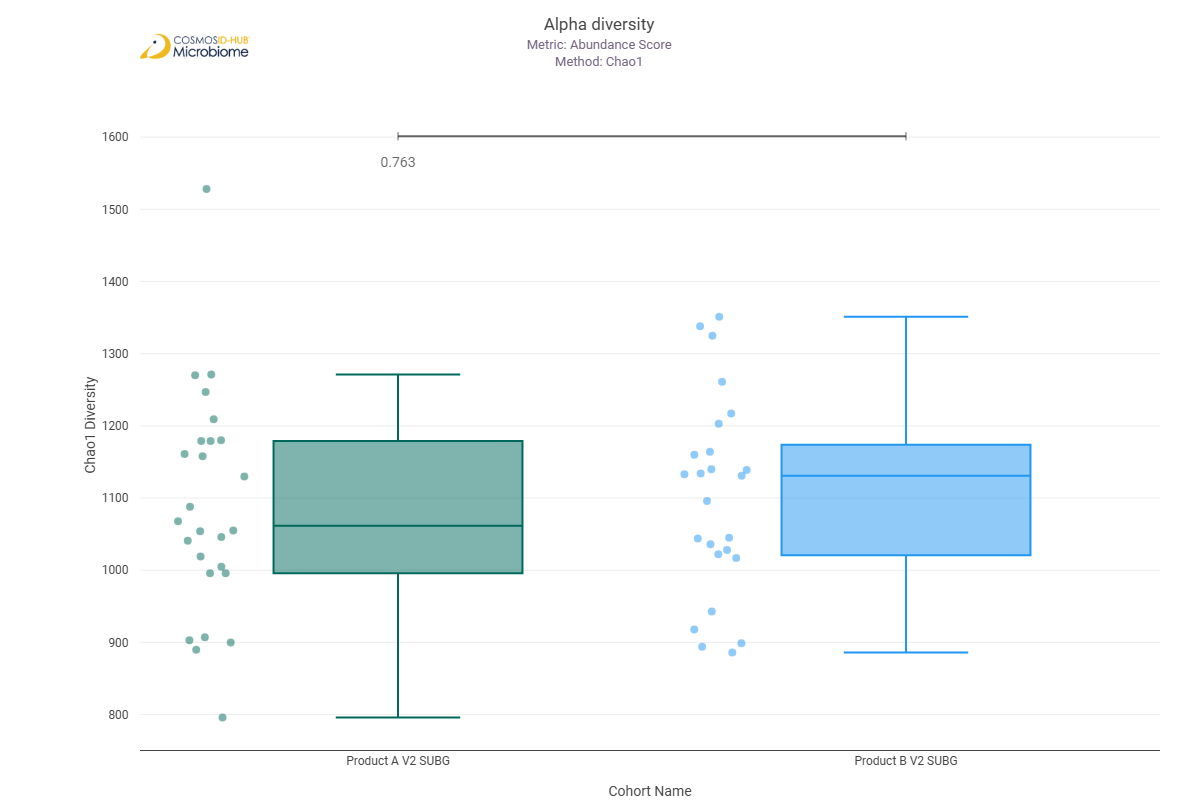 Alpha diversity
Metric: Abundance Score
Method: Chao1
COSMOSID-HUB
Microbiome
1600
0.763
1500
1400
1300
1200
1100
1000
900
800
Chao1 Diversity
Product A V2 SUBG
Product B V2 SUBG
Cohort Name